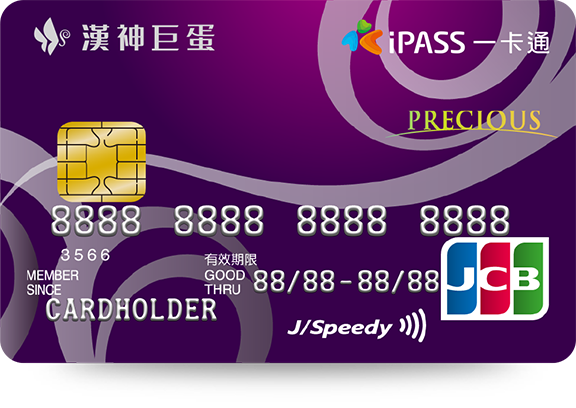 漢神巨蛋
iPASS 一卡通
PRECIOUS
8888 8888 8888 8888
3566
有效期限
MEMBER SINCE
GOOD THRU
88/88-88/88
JCB
CARDHOLDER
J/Speedy